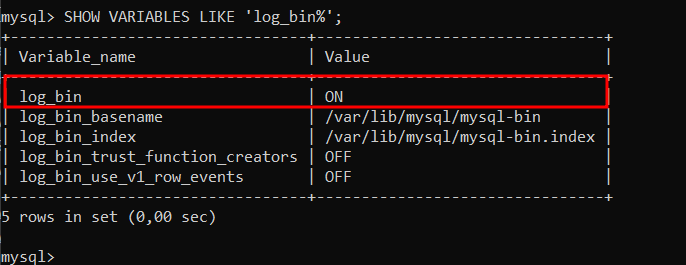 mysql> SHOW VARIABLES LIKE 'log_bin%';
+---------------------------------+--------------------------------+
| Variable_name                   | Value                          |
+---------------------------------+--------------------------------+
  log_bin                         | ON                             |
| log_bin_basename                | /var/lib/mysql/mysql-bin       |
| log_bin_index                   | /var/lib/mysql/mysql-bin.index |
| log_bin_trust_function_creators | OFF                            |
| log_bin_use_v1_row_events       | OFF                            |
+---------------------------------+--------------------------------+
5 rows in set (0,00 sec)
mysql>